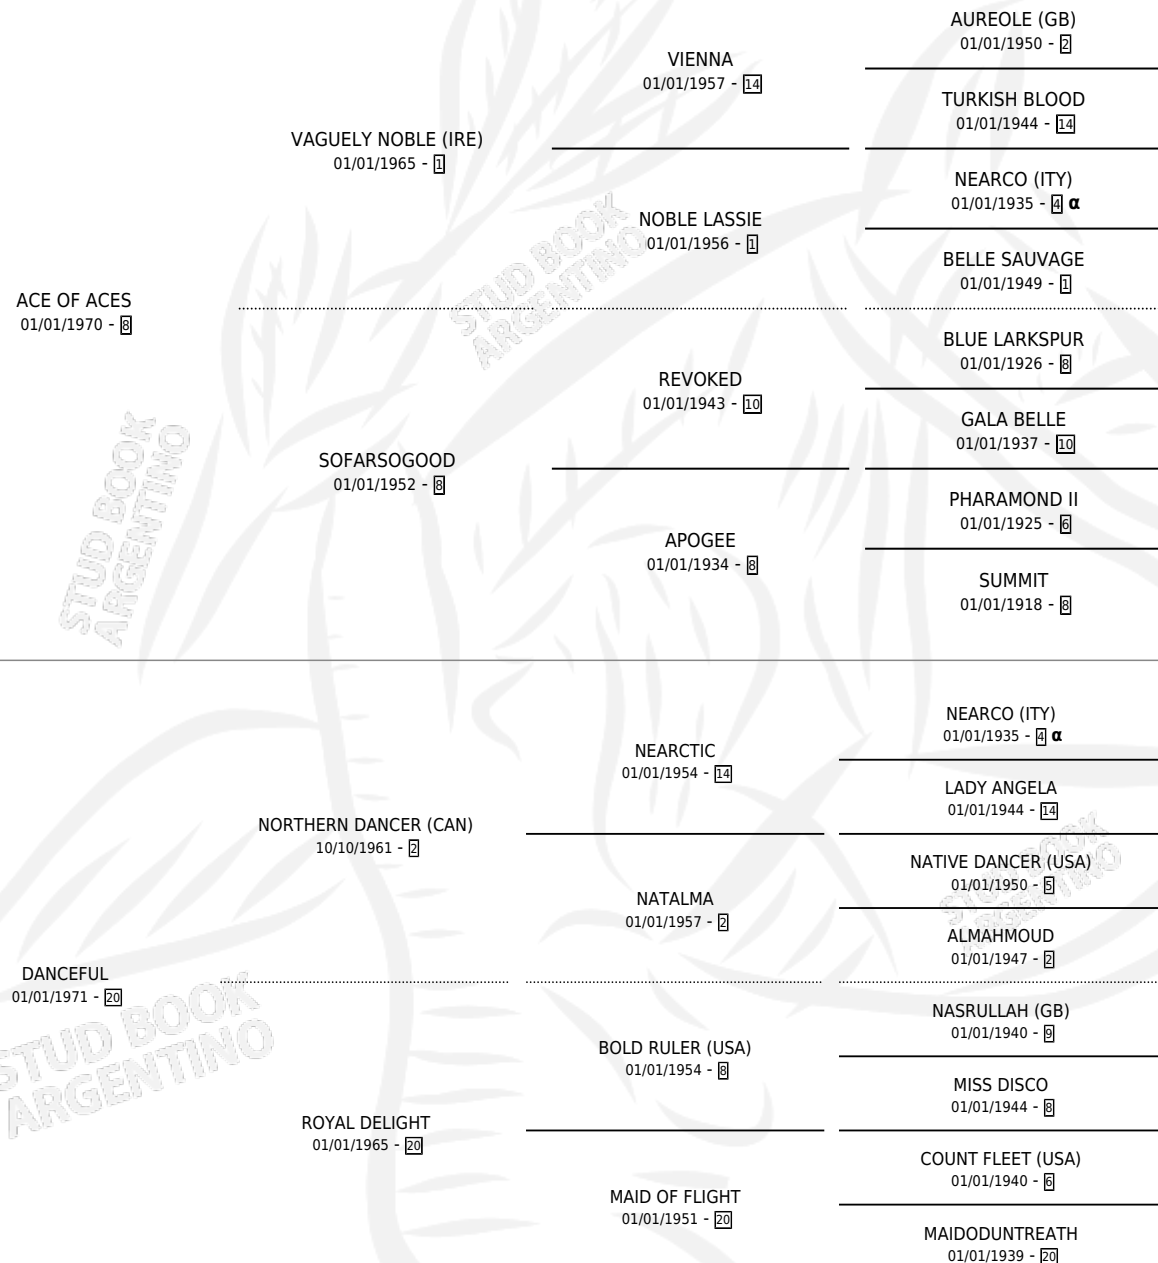 AUREOLE (GB)
01/01/1950 - 2
VIENNA
01/01/1957 - 14
TURKISH BLOOD
01/01/1944 - 14
VAGUELY NOBLE (IRE)
01/01/1965 - 1
NEARCO (ITY)
01/01/1935 - 4 α
NOBLE LASSIE
01/01/1956 - 1
BELLE SAUVAGE
01/01/1949 - 1
ACE OF ACES
01/01/1970 - 8
BLUE LARKSPUR
01/01/1926 - 8
REVOKED
01/01/1943 - 10
GALA BELLE
01/01/1937 - 10
SOFARSOGOOD
01/01/1952 - 8
PHARAMOND II
01/01/1925 - 6
APOGEE
01/01/1934 - 8
SUMMIT
01/01/1918 - 8
NEARCO (ITY)
01/01/1935 - 4 α
NEARCTIC
01/01/1954 - 14
LADY ANGELA
01/01/1944 - 14
NORTHERN DANCER (CAN)
10/10/1961 - 2
NATIVE DANCER (USA)
01/01/1950 - 5
NATALMA
01/01/1957 - 2
ALMAHMOUD
01/01/1947 - 2
DANCEFUL
01/01/1971 - 20
NASRULLAH (GB)
01/01/1940 - 9
BOLD RULER (USA)
01/01/1954 - 8
MISS DISCO
01/01/1944 - 8
ROYAL DELIGHT
01/01/1965 - 20
COUNT FLEET (USA)
01/01/1940 - 6
MAID OF FLIGHT
01/01/1951 - 20
MAIDODUNTREATH
01/01/1939 - 20
STUD BOOK
ARGENTINO
STUD BOOK
ARGENTINO
STUD BOOK
ARGENTINO
STUD BOOK
ARGENTINO